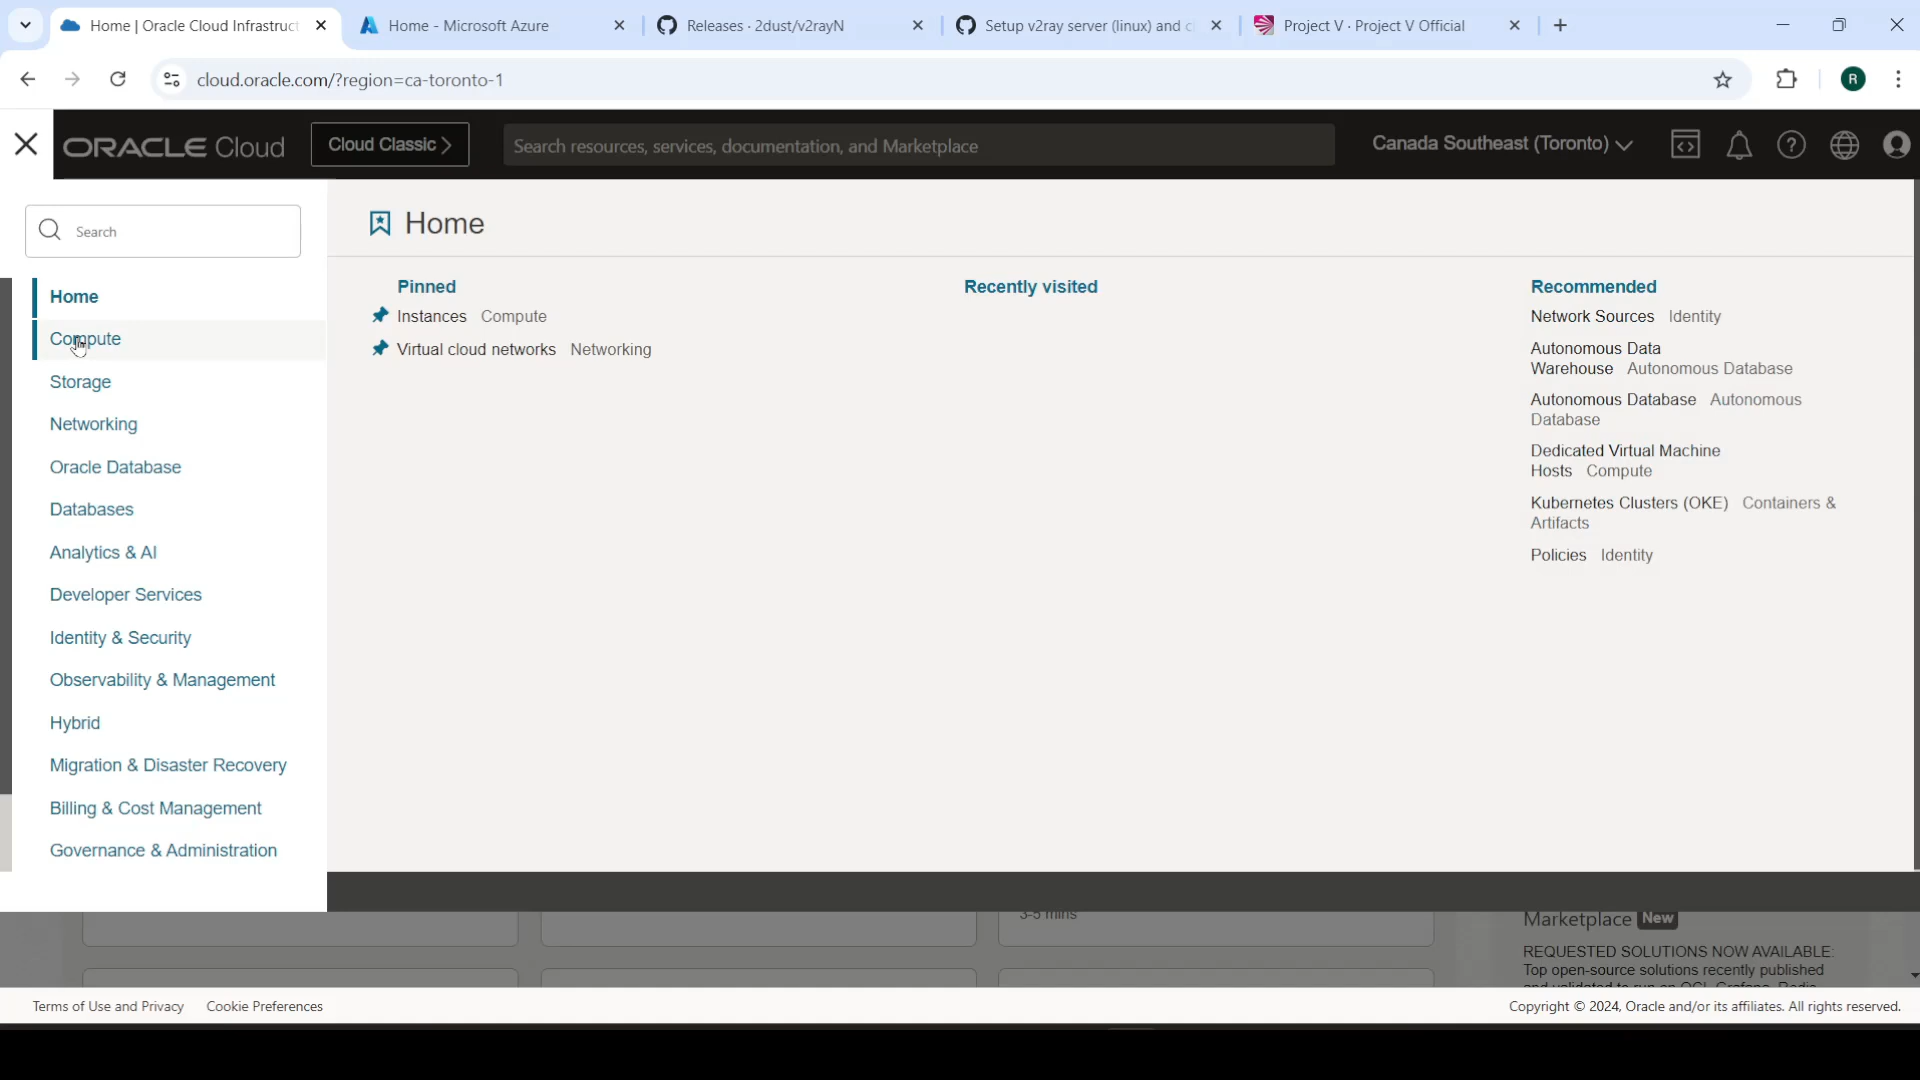 Home | Oracle Cloud Infrastruct
Home - Microsoft Azure
Releases · 2dust/v2rayN
Setup v2ray server (linux) and c
Project V · Project V Official
cloud.oracle.com/?region=ca-toronto-1
R
ORACLE Cloud
Cloud Classic >
Search resources, services, documentation, and Marketplace
Canada Southeast (Toronto)
Search
Home
Home
Compute
Storage
Networking
Oracle Database
Databases
Analytics & AI
Developer Services
Identity & Security
Observability & Management
Hybrid
Migration & Disaster Recovery
Billing & Cost Management
Governance & Administration
Pinned
Instances Compute
Virtual cloud networks Networking
Recently visited
Recommended
Network Sources Identity
Autonomous Data
Warehouse Autonomous Database
Autonomous Database Autonomous
Database
Dedicated Virtual Machine
Hosts Compute
Kubernetes Clusters (OKE) Containers &
Artifacts
Policies Identity
3-5 mins
Marketplace New
REQUESTED SOLUTIONS NOW AVAILABLE:
Top open-source solutions recently published
Terms of Use and Privacy
Cookie Preferences
Copyright © 2024, Oracle and/or its affiliates. All rights reserved.